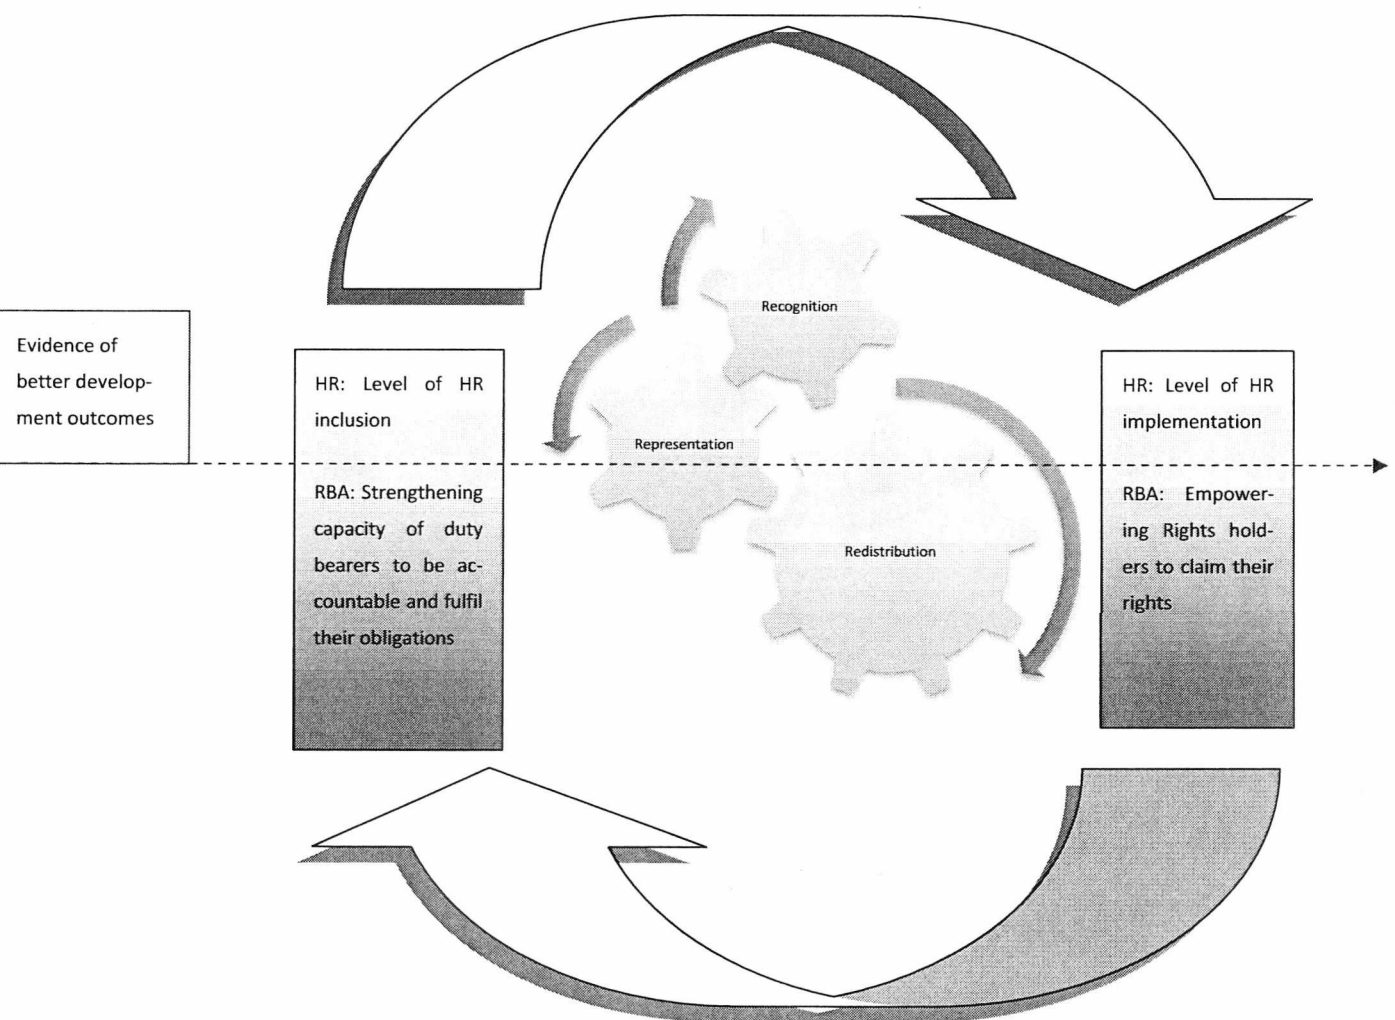 Evidence of
better develop-
ment outcomes
HR: Level of HR
inclusion
RBA: Strengthening
capacity of duty
bearers to be ac-
countable and fulfil
their obligations
Recognition
Representation
Redistribution
HR: Level of HR
implementation
RBA: Empower-
ing Rights hold-
ers to claim their
rights